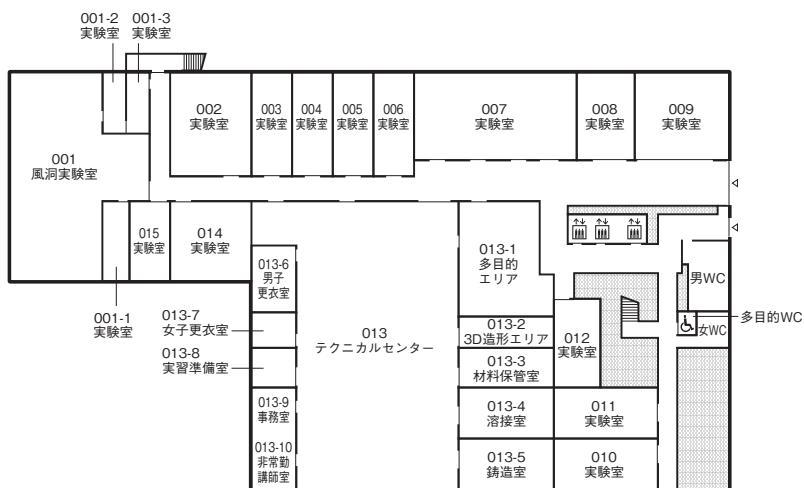 001-2
実験室
001-3
実験室
001
風洞実験室
002
実験室
003
実験室
004
実験室
005
実験室
006
実験室
007
実験室
008
実験室
009
実験室
015
実験室
014
実験室
001-1
実験室
013-6
男子
更衣室
013-7
女子更衣室
013-8
実習準備室
013-9
事務室
013-10
非常勤
講師室
013
テクニカルセンター
013-1
多目的
エリア
013-2
3D造形エリア
013-3
材料保管室
013-4
溶接室
013-5
鋳造室
012
実験室
011
実験室
010
実験室
男WC
多目的WC
女WC